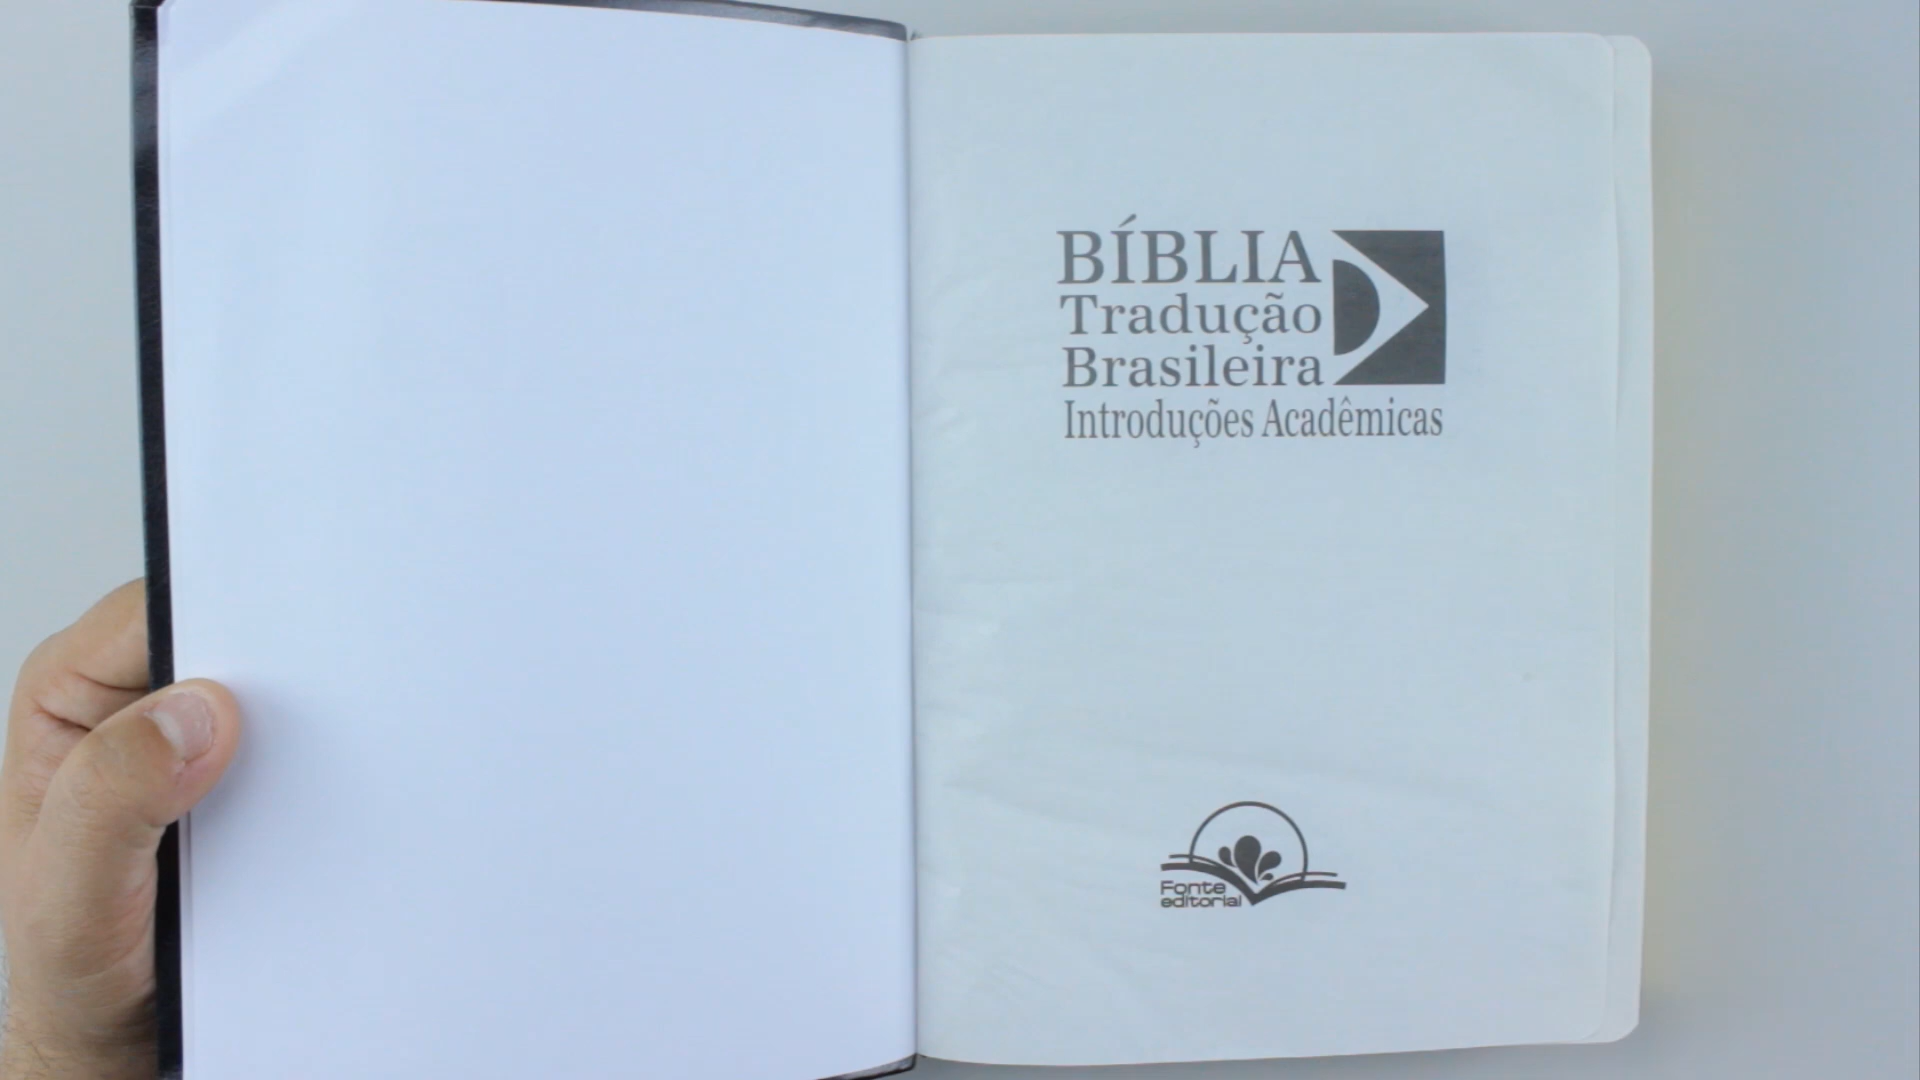 BÍBLIA
Tradução
Brasileira
Introduções Acadêmicas
Fonte
editorial